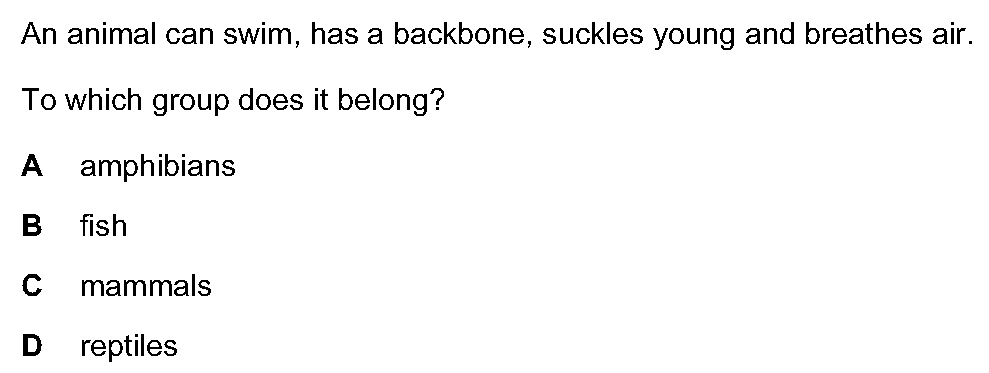 An animal can swim, has a backbone, suckles young and breathes air.
To which group does it belong?
A amphibians
B fish
C mammals
D reptiles